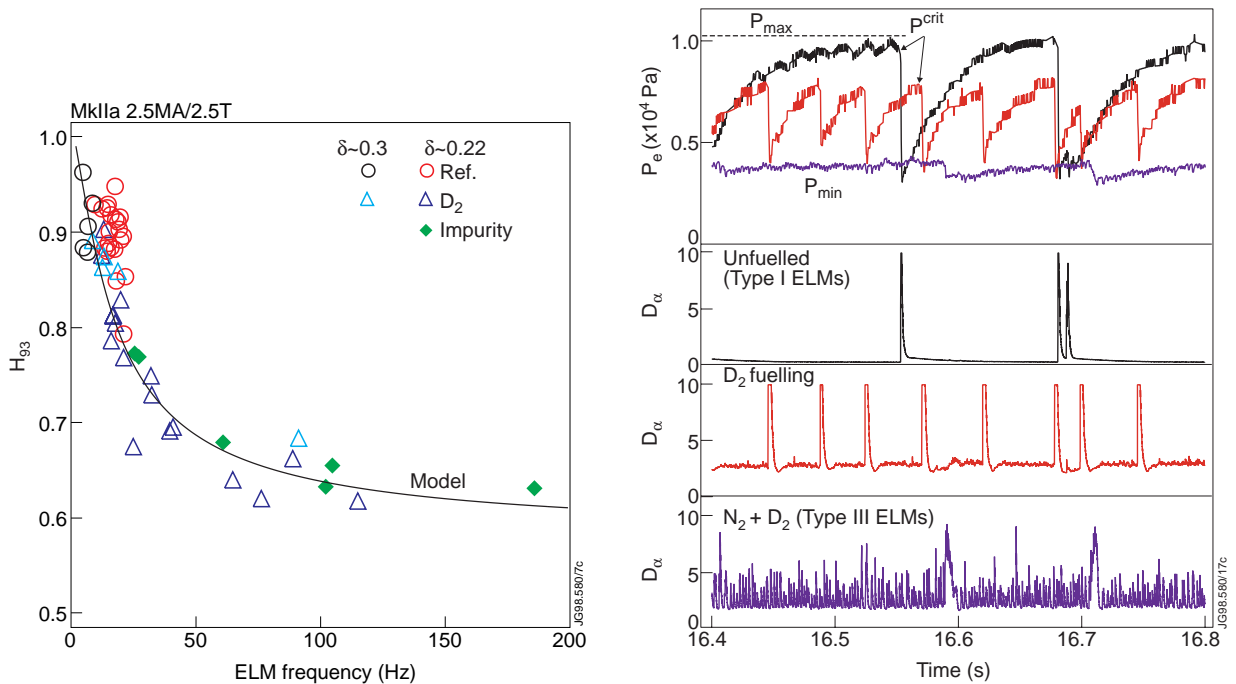 MkIIa 2.5MA/2.5T
δ~0.3 δ~0.22
Ref.
D₂
Impurity
Model
H₉₃
1.0
0.9
0.8
0.7
0.6
0.5
0 50 100 150 200
ELM frequency (Hz)
JG98.580/7c
Pₘₐₓ
Pᶜʳⁱᵗ
Pₘᵢₙ
Pₑ (x10⁴ Pa)
1.0
0.5
0
Unfuelled
(Type I ELMs)
Dα
10
5
0
D₂ fuelling
Dα
10
5
0
N₂ + D₂ (Type III ELMs)
Dα
10
5
0
16.4 16.5 16.6 16.7 16.8
Time (s)
JG98.580/17c